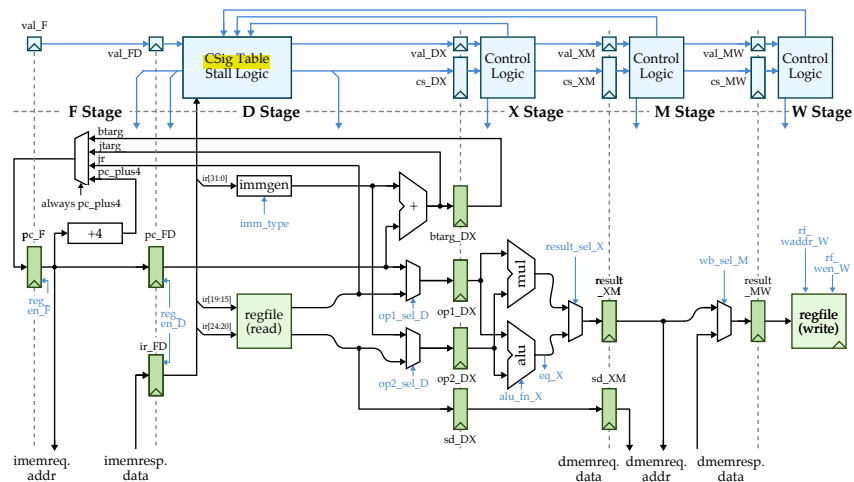 val_F
val_FD
CSig Table
Stall Logic
val_DX
cs_DX
Control
Logic
val_XM
cs_XM
Control
Logic
val_MW
cs_MW
Control
Logic
F Stage
D Stage
X Stage
M Stage
W Stage
btarg
jtarg
jr
pc_plus4
always pc_plus4
ir[31:0]
immgen
imm_type
+
btarg_DX
pc_F
+4
pc_FD
reg_
en_F
reg_
en_D
ir_FD
ir[19:15]
ir[24:20]
regfile
(read)
op1_sel_D
op1_DX
op2_sel_D
op2_DX
mul
alu
alu_fn_X
eq_X
result_sel_X
result
_XM
wb_sel_M
result
_MW
rf_
waddr_W
rf_
wen_W
regfile
(write)
sd_DX
sd_XM
imemreq.
addr
imemresp.
data
dmemreq.
data
dmemreq.
addr
dmemresp.
data